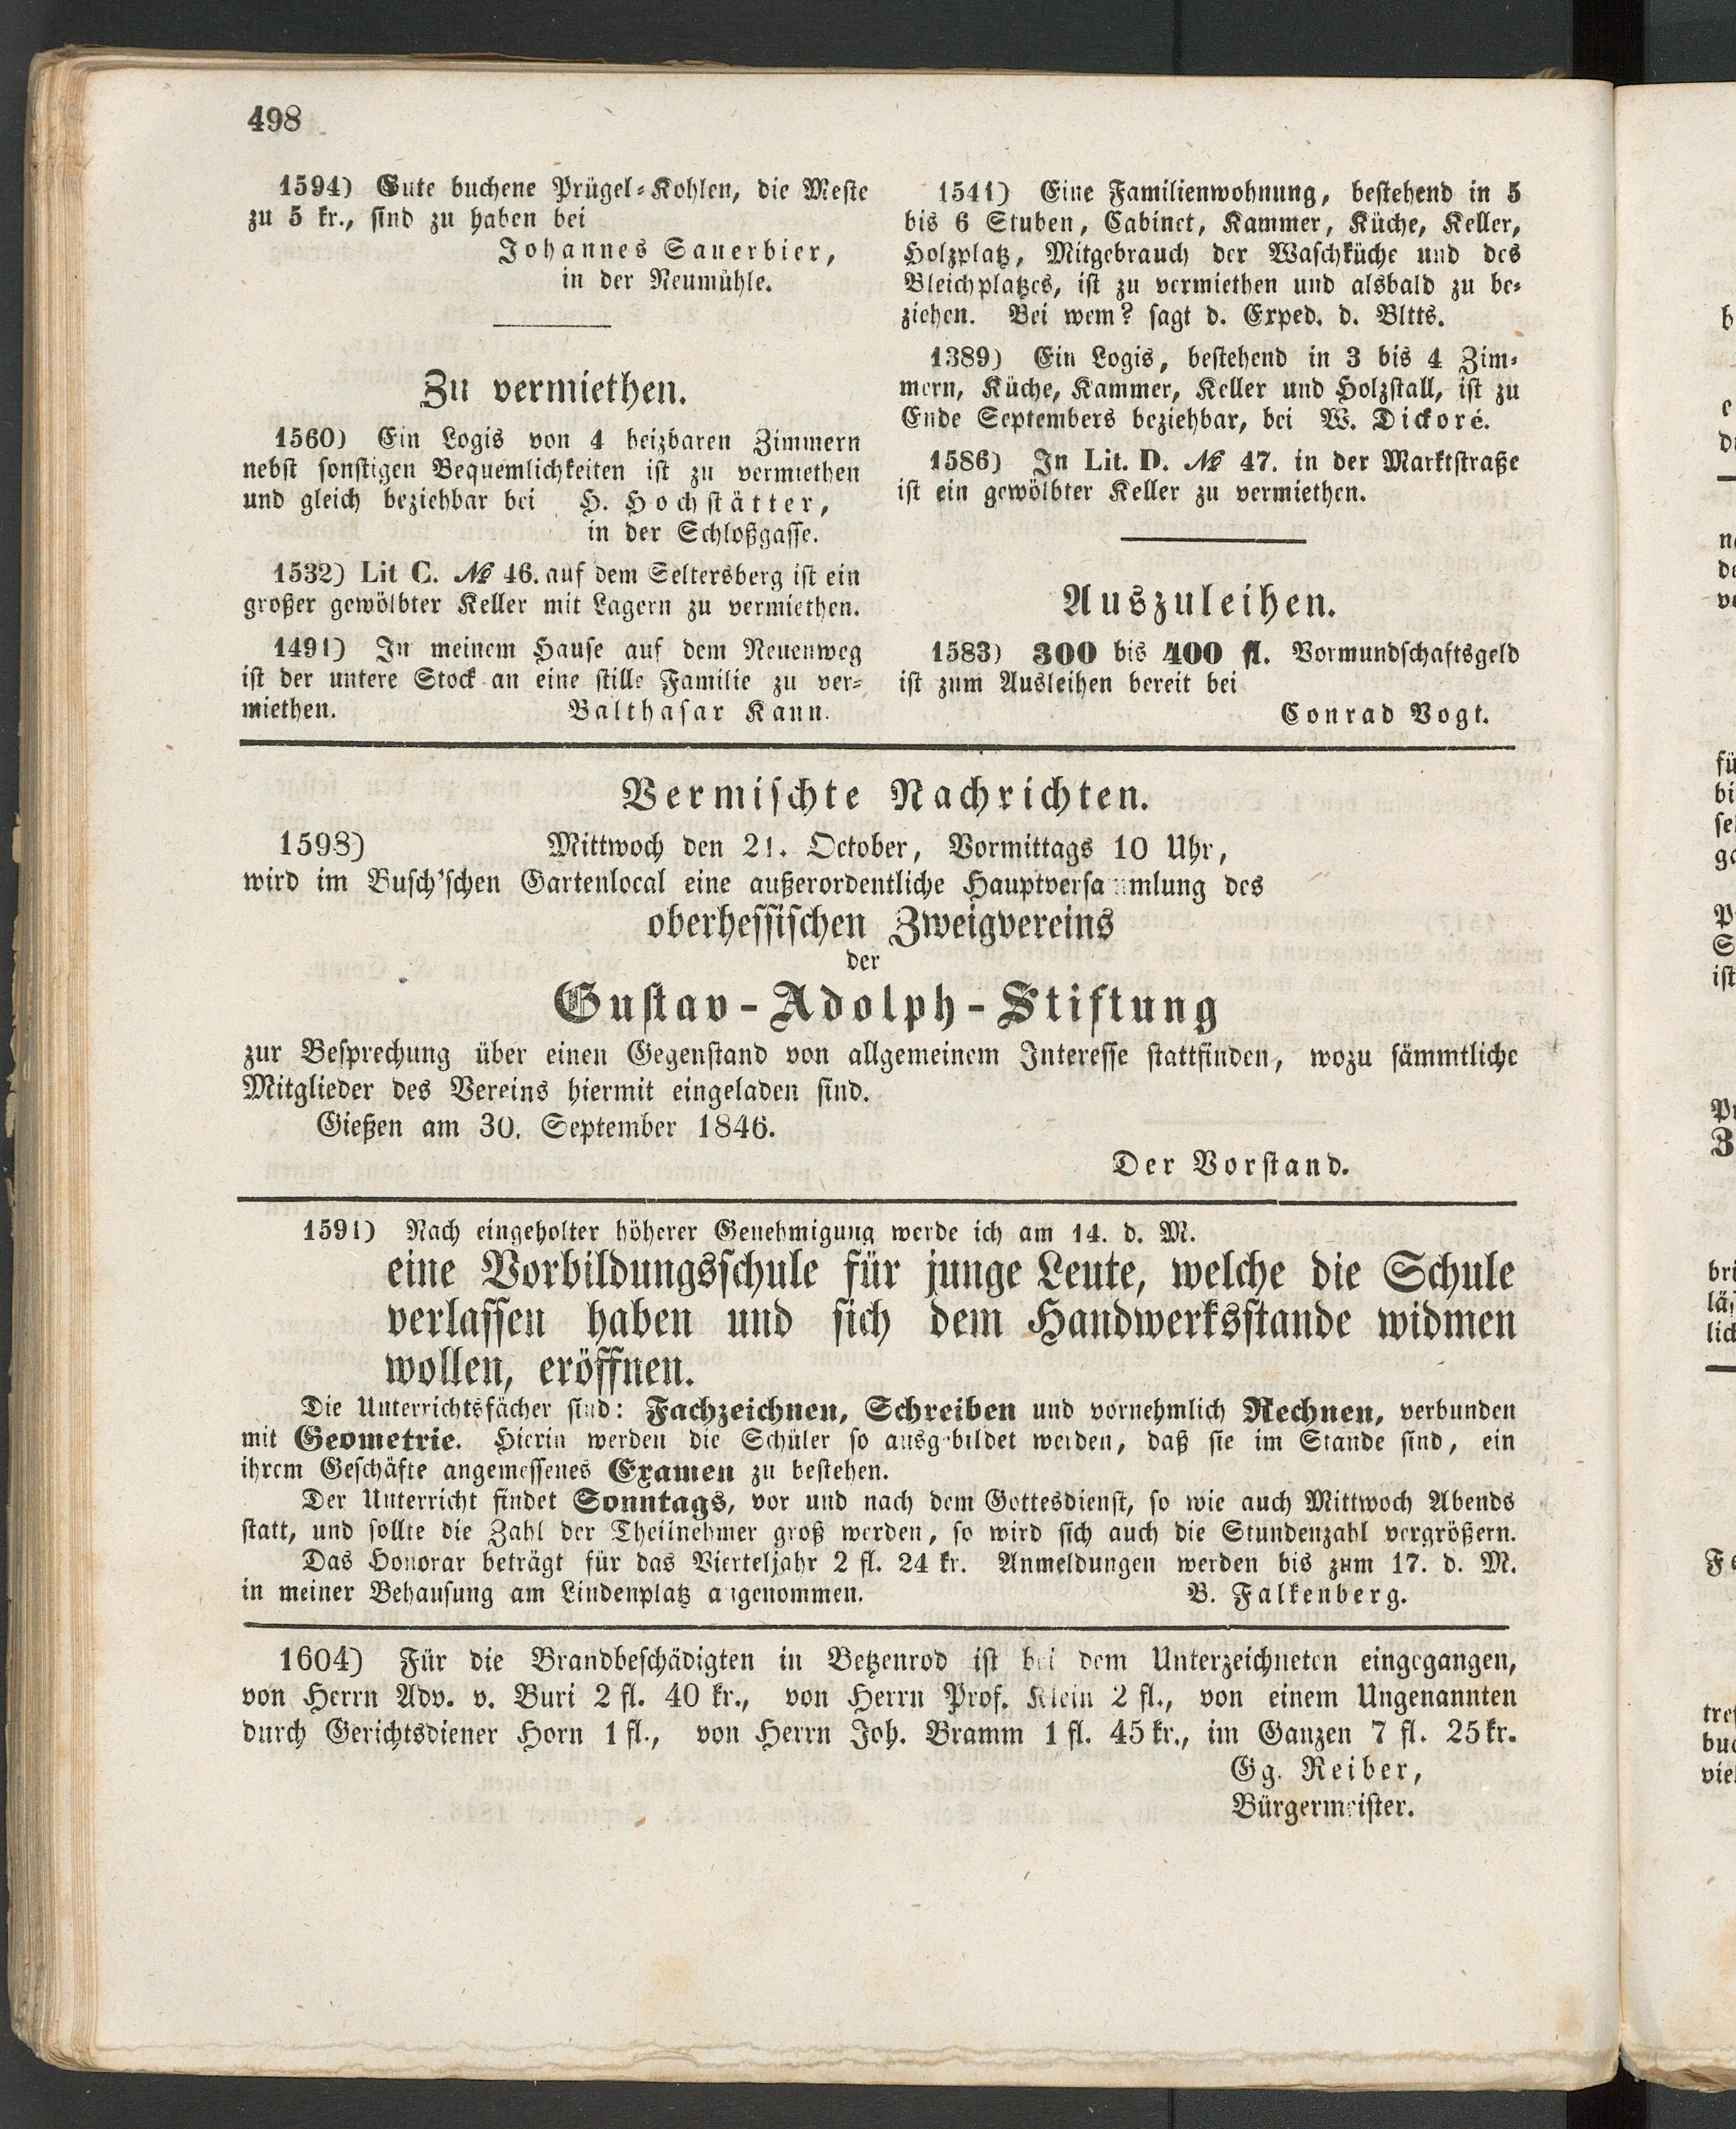 498
1594) Gute buchene Prügel-Kohlen, die Meste
zu 5 kr., sind zu haben bei
Johannes Sauerbier,
in der Neumühle.
Zu vermiethen.
1560) Ein Logis von 4 heizbaren Zimmern
nebst sonstigen Bequemlichkeiten ist zu vermiethen
und gleich beziehbar bei H. Hochstätter,
in der Schloßgasse.
1532) Lit C. № 46. auf dem Seltersberg ist ein
großer gewölbter Keller mit Lagern zu vermiethen.
1491) In meinem Hause auf dem Neuenweg
ist der untere Stock an eine stille Familie zu ver-
miethen. Balthasar Kann.
1541) Eine Familienwohnung, bestehend in 5
bis 6 Stuben, Cabinet, Kammer, Küche, Keller,
Holzplatz, Mitgebrauch der Waschküche und des
Bleichplatzes, ist zu vermiethen und alsbald zu be-
ziehen. Bei wem? sagt d. Exped. d. Bltts.
1389) Ein Logis, bestehend in 3 bis 4 Zim-
mern, Küche, Kammer, Keller und Holzstall, ist zu
Ende Septembers beziehbar, bei W. Dickoré.
1586) In Lit. D. № 47. in der Marktstraße
ist ein gewölbter Keller zu vermiethen.
Auszuleihen.
1583) 300 bis 400 fl. Vormundschaftsgeld
ist zum Ausleihen bereit bei
Conrad Vogt.
Vermischte Nachrichten.
1593) Mittwoch den 21. October, Vormittags 10 Uhr,
wird im Busch'schen Gartenlocal eine außerordentliche Hauptversammlung des
oberhessischen Zweigvereins
der
Gustav-Adolph-Stiftung
zur Besprechung über einen Gegenstand von allgemeinem Interesse stattfinden, wozu sämmtliche
Mitglieder des Vereins hiermit eingeladen sind.
Gießen am 30. September 1846.
Der Vorstand.
1591) Nach eingeholter höherer Genehmigung werde ich am 14. d. M.
eine Vorbildungsschule für junge Leute, welche die Schule
verlassen haben und sich dem Handwerksstande widmen
wollen, eröffnen.
Die Unterrichtsfächer sind: Fachzeichnen, Schreiben und vornehmlich Rechnen, verbunden
mit Geometrie. Hierin werden die Schüler so ausgebildet werden, daß sie im Stande sind, ein
ihrem Geschäfte angemessenes Examen zu bestehen.
Der Unterricht findet Sonntags, vor und nach dem Gottesdienst, so wie auch Mittwoch Abends
statt, und sollte die Zahl der Theilnehmer groß werden, so wird sich auch die Stundenzahl vergrößern.
Das Honorar beträgt für das Vierteljahr 2 fl. 24 kr. Anmeldungen werden bis zum 17. d. M.
in meiner Behausung am Lindenplatz angenommen. B. Falkenberg.
1604) Für die Brandbeschädigten in Betzenrod ist bei dem Unterzeichneten eingegangen,
von Herrn Adv. v. Buri 2 fl. 40 kr., von Herrn Prof. Klein 2 fl., von einem Ungenannten
durch Gerichtsdiener Horn 1 fl., von Herrn Joh. Bramm 1 fl. 45 kr., im Ganzen 7 fl. 25 kr.
Gg. Reiber,
Bürgermeister.